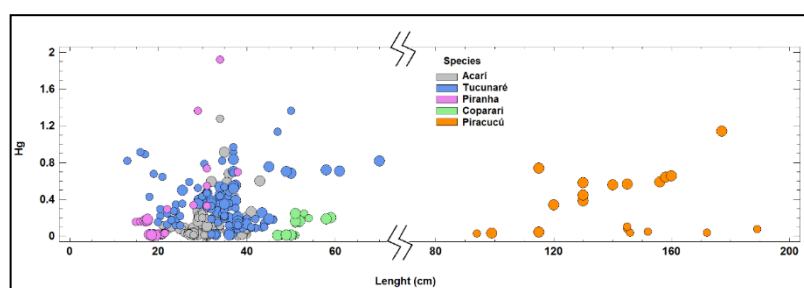 2
1.6
1.2
0.8
0.4
0
Hg
Species
Acarí
Tucunaré
Piranha
Coparari
Piracucú
0 20 40 60 80 120 160 200
Lenght (cm)